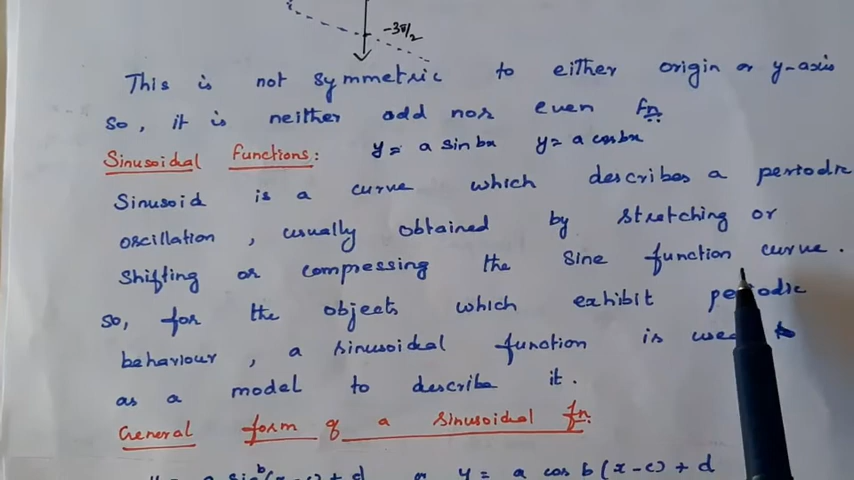 -3π/2
This is not symmetric to either origin or y-axis
So, it is neither add nor even fn
Sinusoidal Functions: y = a sin bx y = a cos bx
Sinusoid is a curve which describes a periodic
oscillation, usually obtained by stretching or
shifting or compressing the sine function curve.
So, for the objects which exhibit periodic
behaviour, a sinusoidal function is used
as a model to describe it.
General form of a sinusoidal fn.
y = a sin b(x-c)+d or y = a cos b(x-c)+d